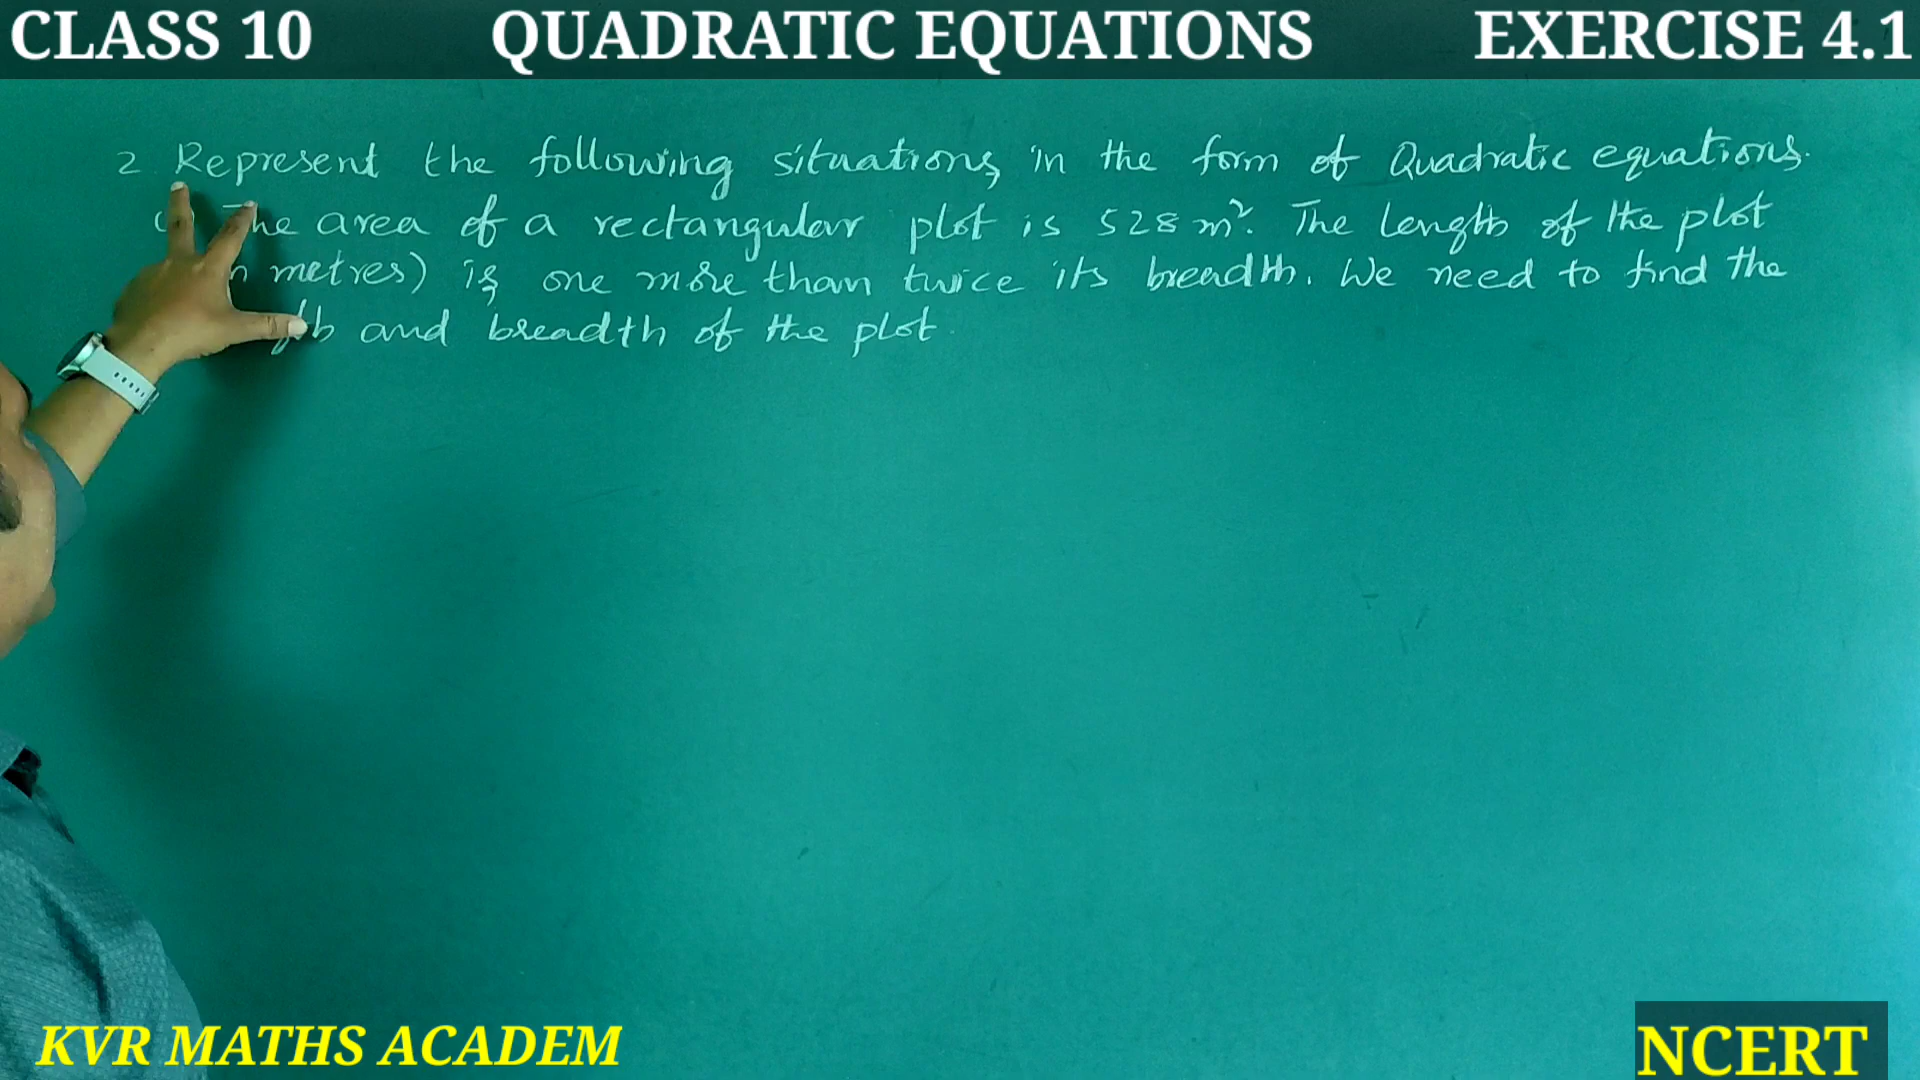 CLASS 10 QUADRATIC EQUATIONS EXERCISE 4.1
2. Represent the following situations in the form of Quadratic equations.
The area of a rectangular plot is 528 m². The length of the plot
metres) is one more than twice its breadth. We need to find the
and breadth of the plot.
KVR MATHS ACADEM
NCERT